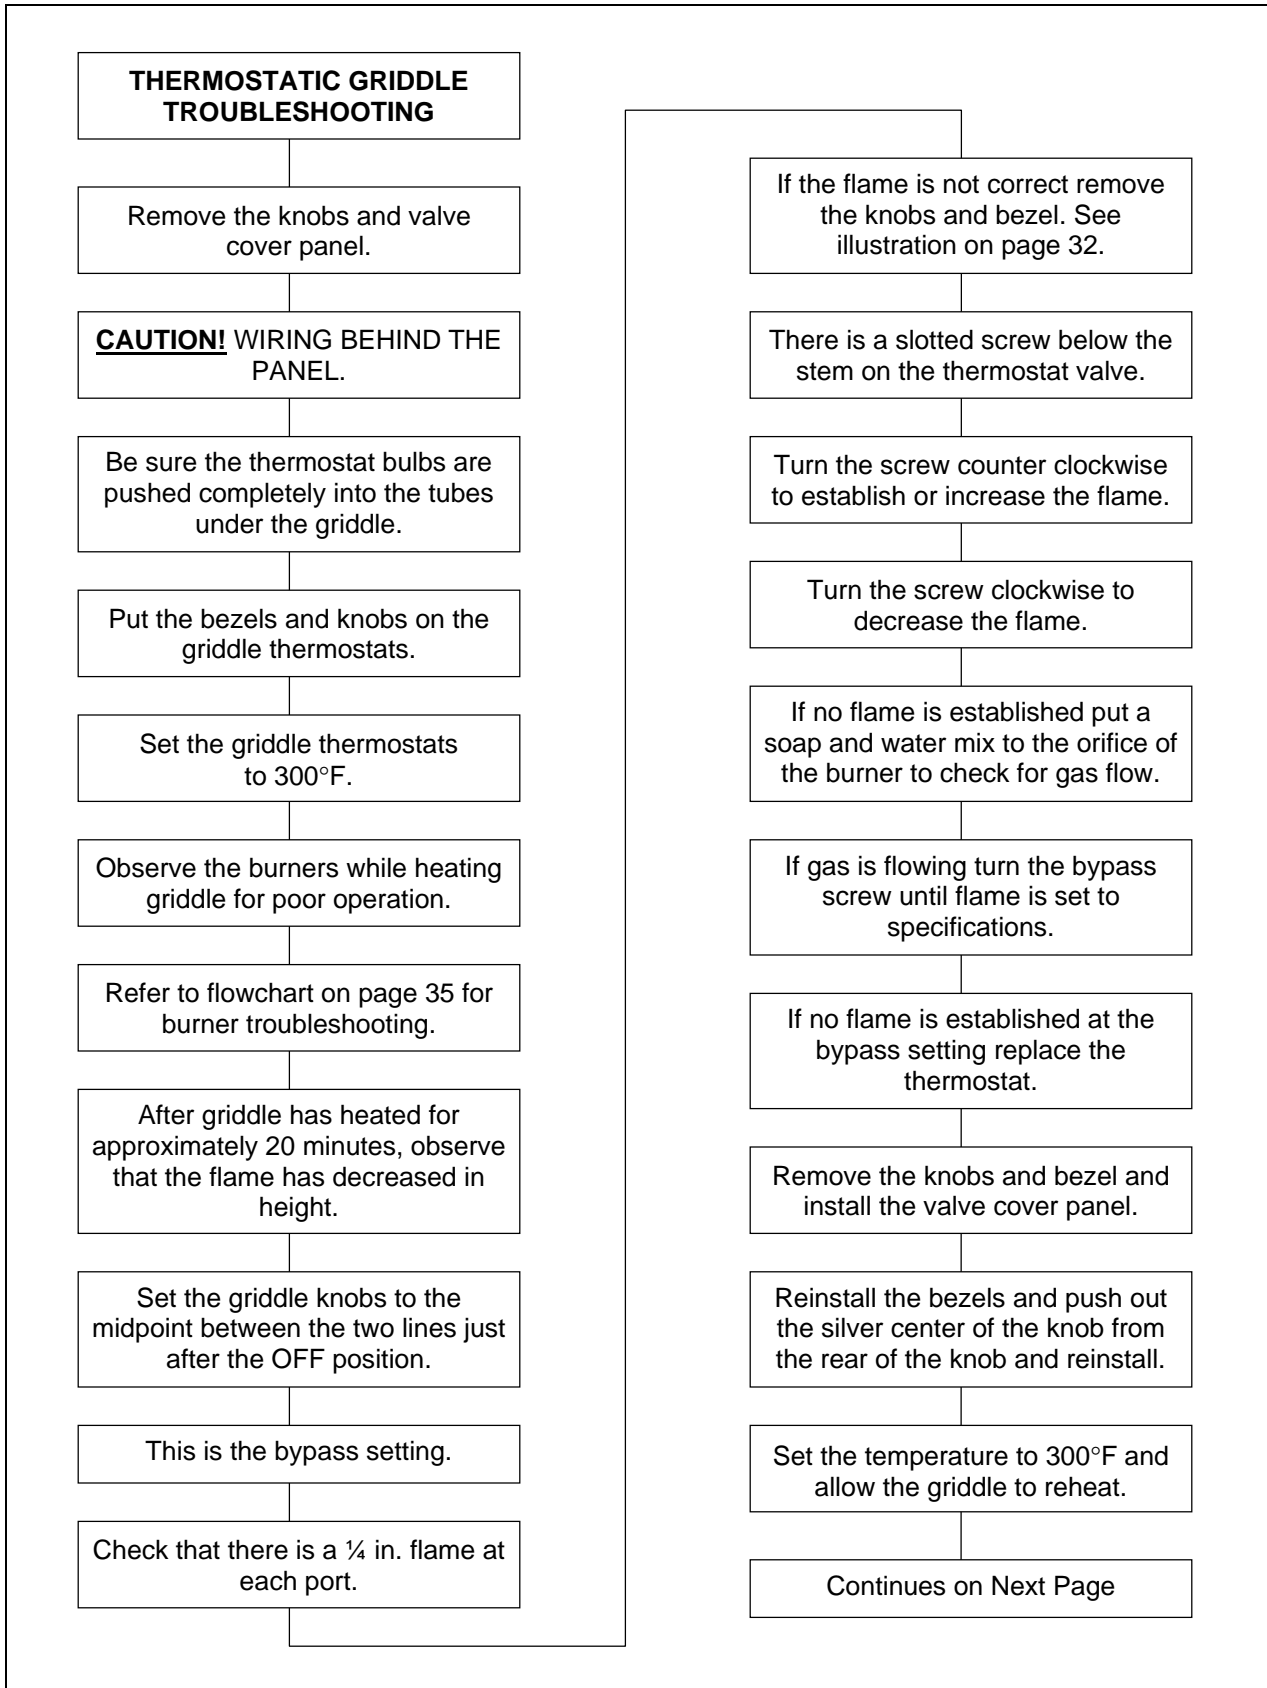 THERMOSTATIC GRIDDLE
TROUBLESHOOTING
Remove the knobs and valve
cover panel.
CAUTION! WIRING BEHIND THE
PANEL.
Be sure the thermostat bulbs are
pushed completely into the tubes
under the griddle.
Put the bezels and knobs on the
griddle thermostats.
Set the griddle thermostats
to 300°F.
Observe the burners while heating
griddle for poor operation.
Refer to flowchart on page 35 for
burner troubleshooting.
After griddle has heated for
approximately 20 minutes, observe
that the flame has decreased in
height.
Set the griddle knobs to the
midpoint between the two lines just
after the OFF position.
This is the bypass setting.
Check that there is a ¼ in. flame at
each port.
If the flame is not correct remove
the knobs and bezel. See
illustration on page 32.
There is a slotted screw below the
stem on the thermostat valve.
Turn the screw counter clockwise
to establish or increase the flame.
Turn the screw clockwise to
decrease the flame.
If no flame is established put a
soap and water mix to the orifice of
the burner to check for gas flow.
If gas is flowing turn the bypass
screw until flame is set to
specifications.
If no flame is established at the
bypass setting replace the
thermostat.
Remove the knobs and bezel and
install the valve cover panel.
Reinstall the bezels and push out
the silver center of the knob from
the rear of the knob and reinstall.
Set the temperature to 300°F and
allow the griddle to reheat.
Continues on Next Page